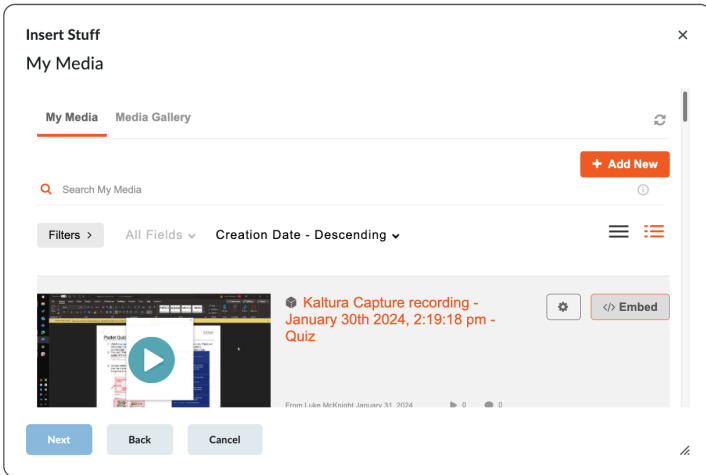 Insert Stuff
My Media
My Media Media Gallery
+ Add New
Search My Media
Filters > All Fields Creation Date - Descending
Kaltura Capture recording -
January 30th 2024, 2:19:18 pm -
Quiz
</> Embed
From Luke McKnight January 31, 2024 0 0
Next Back Cancel